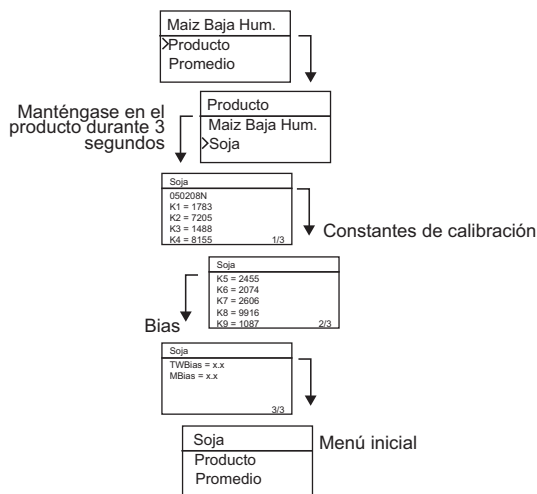 Maiz Baja Hum.
>Producto
Promedio
Manténgase en el
producto durante 3
segundos
Producto
Maiz Baja Hum.
>Soja
Soja
050208N
K1 = 1783
K2 = 7205
K3 = 1488
K4 = 8155 1/3
Constantes de calibración
Soja
K5 = 2455
K6 = 2074
K7 = 2606
K8 = 9916
K9 = 1087 2/3
Bias
Soja
TWBias = x.x
MBias = x.x
3/3
Soja
Producto
Promedio
Menú inicial